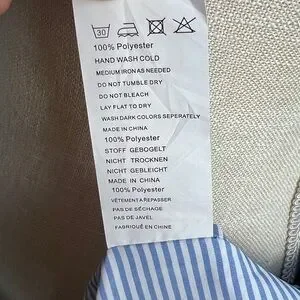 30
100% Polyester
HAND WASH COLD
MEDIUM IRON AS NEEDED
DO NOT TUMBLE DRY
DO NOT BLEACH
LAY FLAT TO DRY
WASH DARK COLORS SEPERATELY
MADE IN CHINA
100% Polyester
STOFF GEBOGELT
NICHT TROCKNEN
NICHT GEBLEICHT
MADE IN CHINA
100% Polyester
VÊTEMENT À REPASSER
PAS DE SÉCHAGE
PAS DE JAVEL
FABRIQUÉ EN CHINE